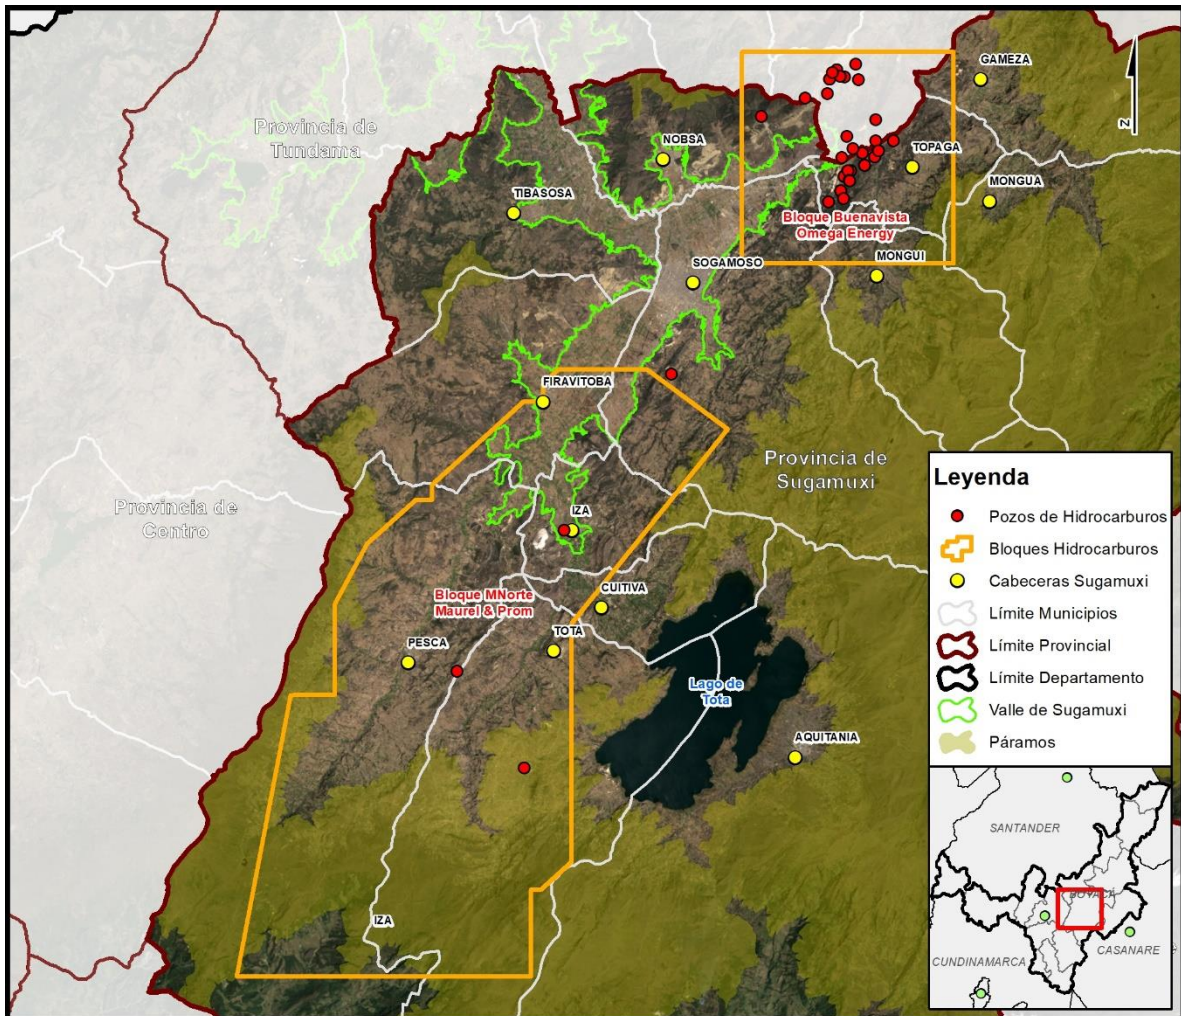 GAMEZA
Provincia de
Tundama
NOBSA
TOPAGA
TIBASOSA
MONGUA
Bloque Buenavista
Omega Energy
SOGAMOSO
MONGUI
FIRAVITOBA
Provincia de
Sugamuxi
Provincia de
Centro
IZA
Bloque MNorte
Maurel & Prom
CUITIVA
TOTA
PESCA
Lago de
Tota
AQUITANIA
IZA
Z
Leyenda
Pozos de Hidrocarburos
Bloques Hidrocarburos
Cabeceras Sugamuxi
Límite Municipios
Límite Provincial
Límite Departamento
Valle de Sugamuxi
Páramos
SANTANDER
BOYACÁ
CASANARE
CUNDINAMARCA